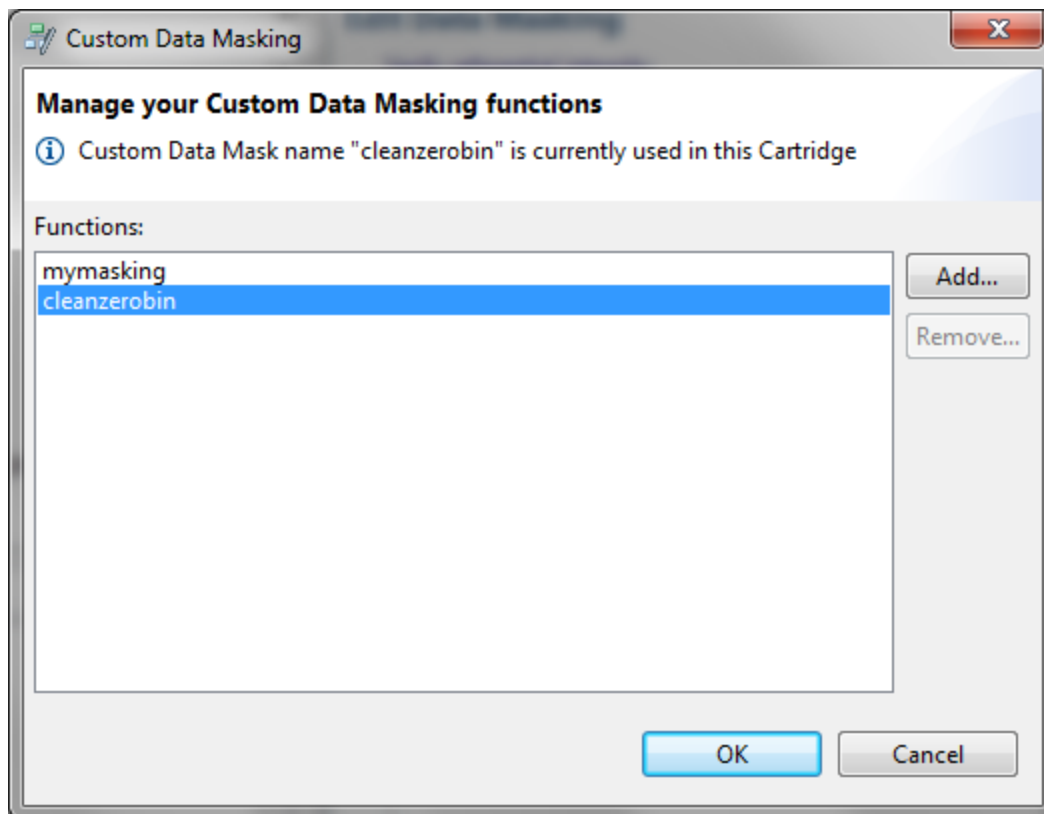 Custom Data Masking
Manage your Custom Data Masking functions
Custom Data Mask name "cleanzerobin" is currently used in this Cartridge
Functions:
mymasking
cleanzerobin
Add...
Remove...
OK
Cancel